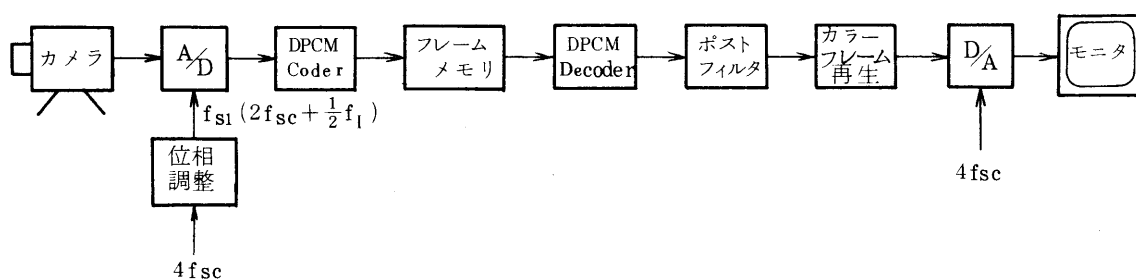 カメラ
A/D
DPCM
Coder
フレーム
メモリ
DPCM
Decoder
ポスト
フィルタ
カラー
フレーム
再生
D/A
モニタ
fs1(2fsc+1/2 fI)
位相
調整
4fsc
4fsc